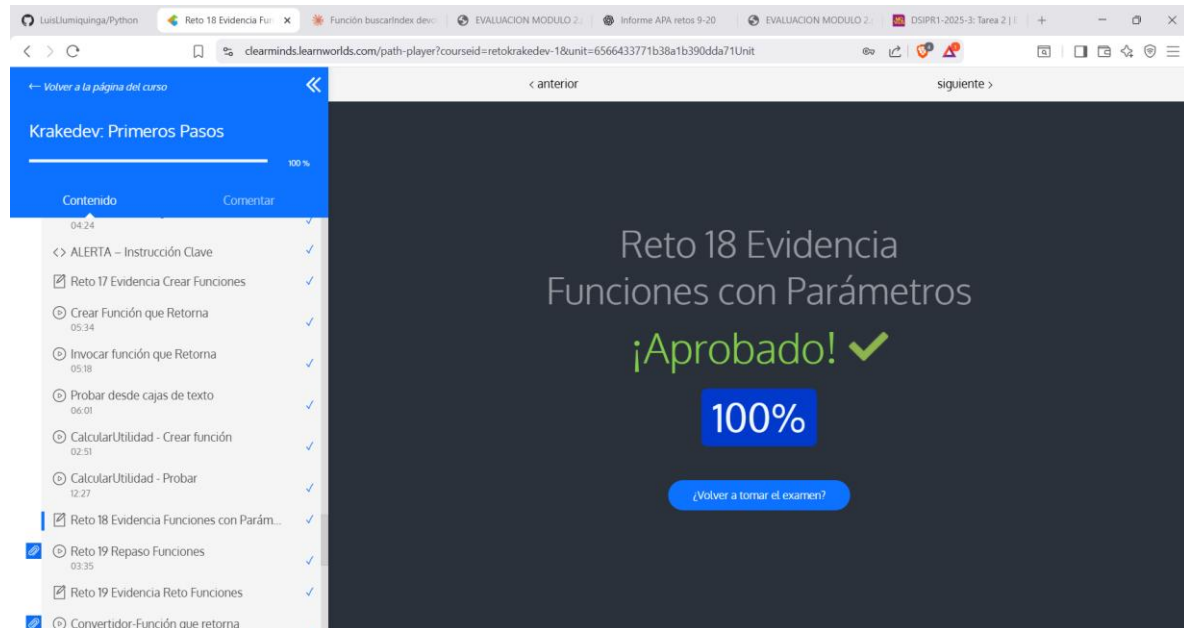 LuisLlumiquinga/Python
Reto 18 Evidencia Fun
Función buscarIndex devo
EVALUACION MODULO 2
Informe APA retos 9-20
EVALUACION MODULO 2
DSIPR1-2025-3: Tarea 2 |
clearminds.learnworlds.com/path-player?courseid=retokrakedev-1&unit=6566433771b38a1b390dda71Unit
← Volver a la página del curso
< anterior
siguiente >
Krakedev: Primeros Pasos
100 %
Contenido
Comentar
04:24
<> ALERTA – Instrucción Clave
Reto 17 Evidencia Crear Funciones
Crear Función que Retorna
05:34
Invocar función que Retorna
05:18
Probar desde cajas de texto
06:01
CalcularUtilidad - Crear función
02:51
CalcularUtilidad - Probar
12:27
Reto 18 Evidencia Funciones con Parám...
Reto 19 Repaso Funciones
03:35
Reto 19 Evidencia Reto Funciones
Convertidor-Función que retorna
Reto 18 Evidencia
Funciones con Parámetros
¡Aprobado!
100%
¿Volver a tomar el examen?